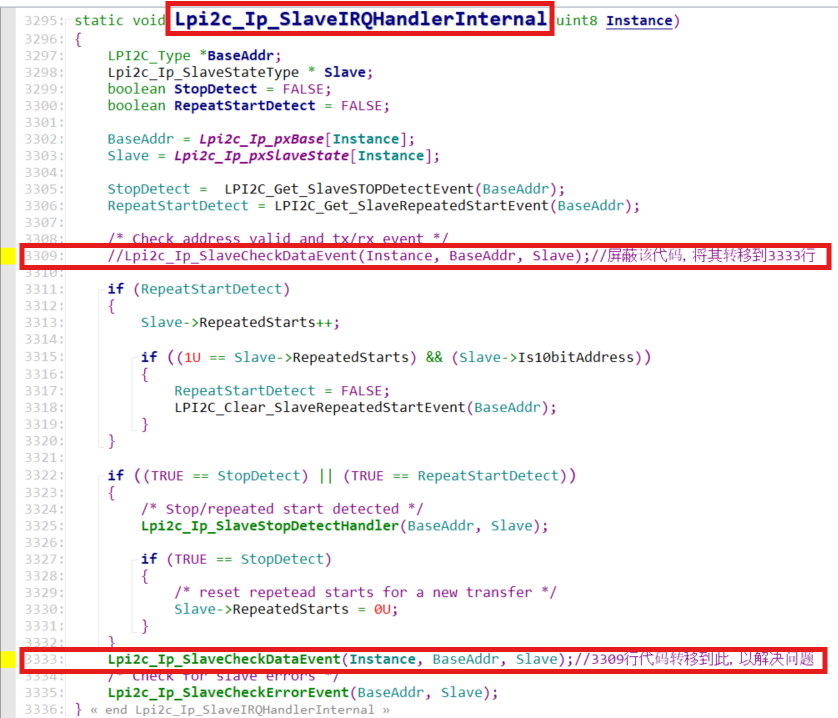 3295: static void Lpi2c_Ip_SlaveIRQHandlerInternal(uint8 Instance)
3296: {
3297: LPI2C_Type *BaseAddr;
3298: Lpi2c_Ip_SlaveStateType * Slave;
3299: boolean StopDetect = FALSE;
3300: boolean RepeatStartDetect = FALSE;
3301:
3302: BaseAddr = Lpi2c_Ip_pxBase[Instance];
3303: Slave = Lpi2c_Ip_pxSlaveState[Instance];
3304:
3305: StopDetect = LPI2C_Get_SlaveSTOPDetectEvent(BaseAddr);
3306: RepeatStartDetect = LPI2C_Get_SlaveRepeatedStartEvent(BaseAddr);
3307:
3308: /* Check address valid and tx/rx event */
3309: //Lpi2c_Ip_SlaveCheckDataEvent(Instance, BaseAddr, Slave);//屏蔽该代码, 将其转移到3333行
3310:
3311: if (RepeatStartDetect)
3312: {
3313: Slave->RepeatedStarts++;
3314:
3315: if ((1U == Slave->RepeatedStarts) && (Slave->Is10bitAddress))
3316: {
3317: RepeatStartDetect = FALSE;
3318: LPI2C_Clear_SlaveRepeatedStartEvent(BaseAddr);
3319: }
3320: }
3321:
3322: if ((TRUE == StopDetect) || (TRUE == RepeatStartDetect))
3323: {
3324: /* Stop/repeated start detected */
3325: Lpi2c_Ip_SlaveStopDetectHandler(BaseAddr, Slave);
3326:
3327: if (TRUE == StopDetect)
3328: {
3329: /* reset repetead starts for a new transfer */
3330: Slave->RepeatedStarts = 0U;
3331: }
3332: }
3333: Lpi2c_Ip_SlaveCheckDataEvent(Instance, BaseAddr, Slave);//3309行代码转移到此, 以解决问题
3334: /* Check for slave errors */
3335: Lpi2c_Ip_SlaveCheckErrorEvent(BaseAddr, Slave);
3336: } « end Lpi2c_Ip_SlaveIRQHandlerInternal »